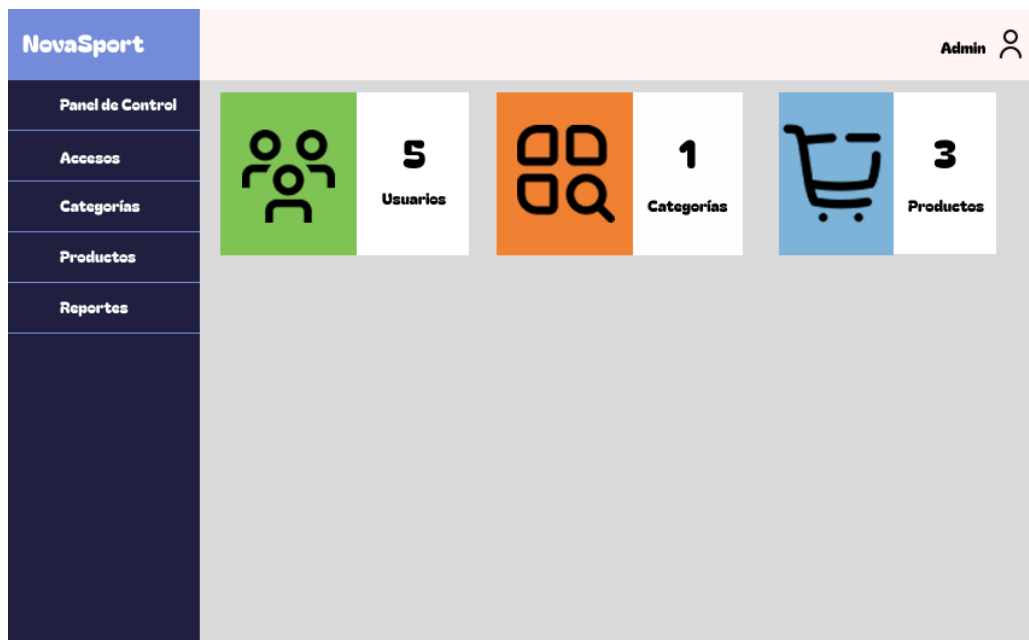 NovaSport
Admin
Panel de Control
Accesos
Categorías
Productos
Reportes
5
Usuarios
1
Categorías
3
Productos